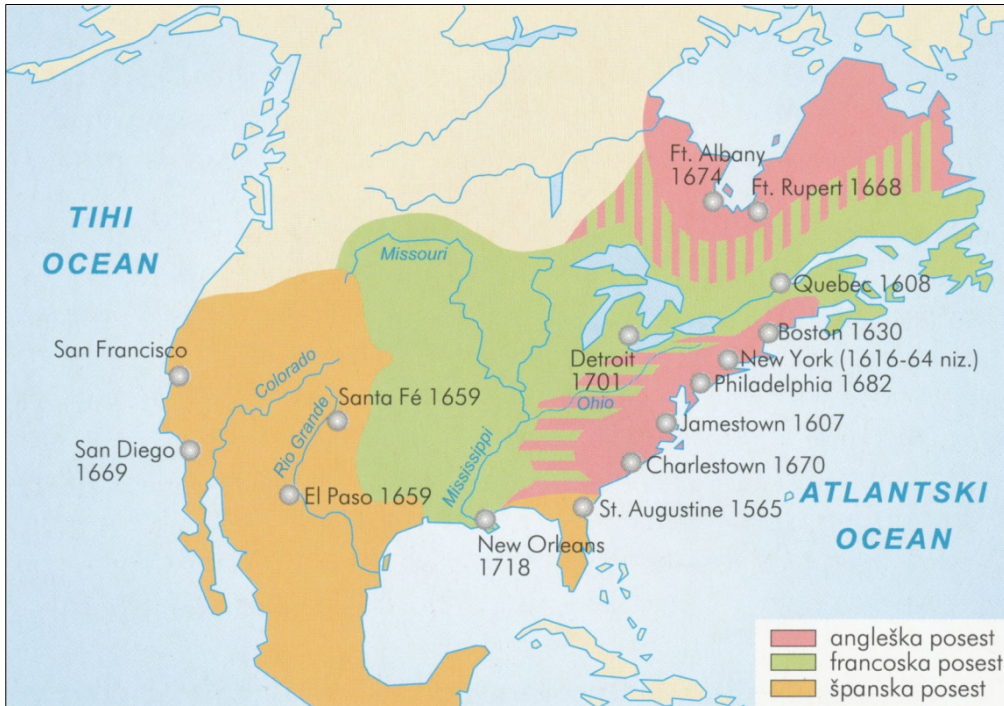 Ft. Albany
1674
Ft. Rupert 1668
TIHI
OCEAN
Missouri
Quebec 1608
Boston 1630
San Francisco
Detroit
1701
New York (1616-64 niz.)
Colorado
Philadelphia 1682
Santa Fé 1659
Ohio
Jamestown 1607
San Diego
1669
Rio Grande
Mississippi
Charlestown 1670
El Paso 1659
St. Augustine 1565
ATLANTSKI
OCEAN
New Orleans
1718
angleška posest
francoska posest
španska posest